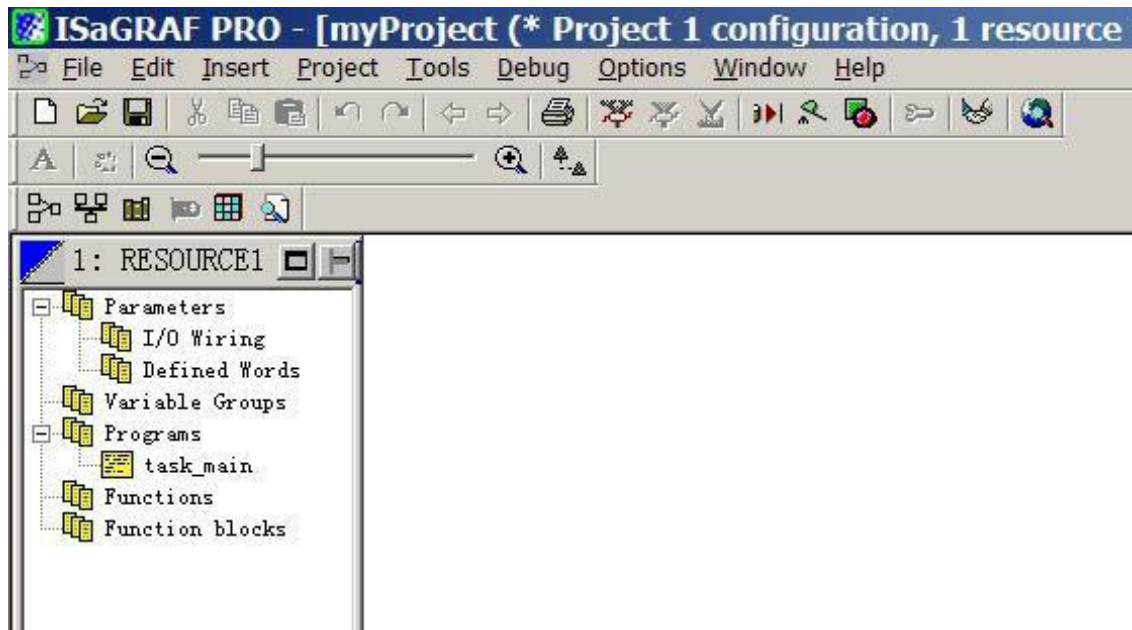 ISaGRAF PRO - [myProject (* Project 1 configuration, 1 resource
File Edit Insert Project Tools Debug Options Window Help
A
1: RESOURCE1
Parameters
I/O Wiring
Defined Words
Variable Groups
Programs
task_main
Functions
Function blocks